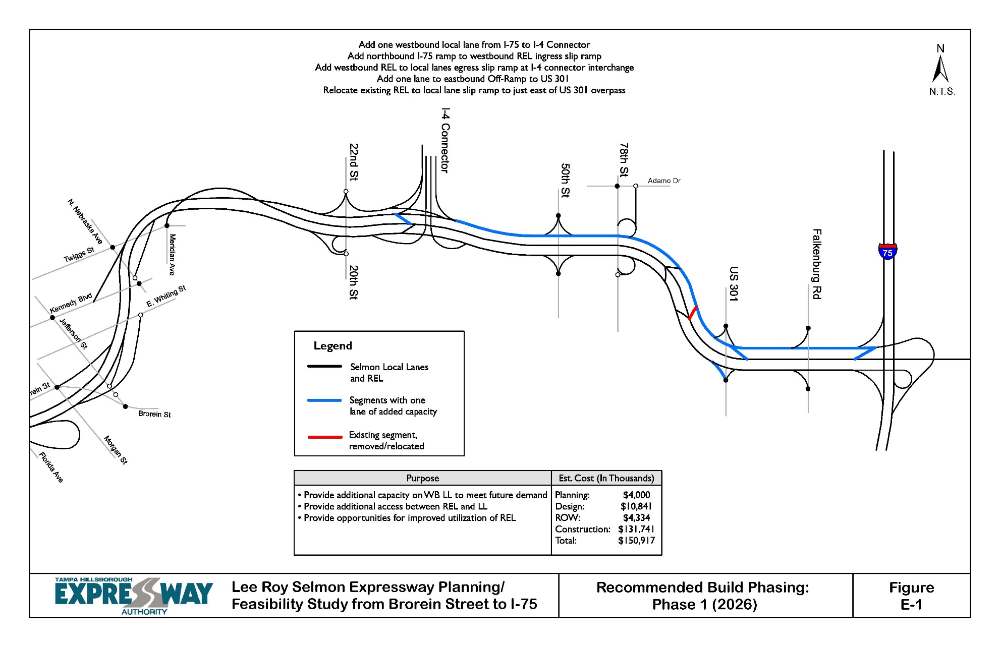 Add one westbound local lane from I-75 to I-4 Connector
Add northbound I-75 ramp to westbound REL ingress slip ramp
Add westbound REL to local lanes egress slip ramp at I-4 connector interchange
Add one lane to eastbound Off-Ramp to US 301
Relocate existing REL to local lane slip ramp to just east of US 301 overpass
N
N.T.S.
I-4 Connector
22nd St
20th St
50th St
78th St
Adamo Dr
US 301
Falkenburg Rd
75
N. Nebraska Ave
Twiggs St
Meridian Ave
Kennedy Blvd
E. Whiting St
Jefferson St
rein St
Brorein St
Morgan St
Florida Ave
Legend
Selmon Local Lanes
and REL
Segments with one
lane of added capacity
Existing segment,
removed/relocated
Purpose
• Provide additional capacity on WB LL to meet future demand
• Provide additional access between REL and LL
• Provide opportunities for improved utilization of REL
Est. Cost (In Thousands)
Planning: $4,000
Design: $10,841
ROW: $4,334
Construction: $131,741
Total: $150,917
TAMPA HILLSBOROUGH
EXPRESSWAY
AUTHORITY
Lee Roy Selmon Expressway Planning/
Feasibility Study from Brorein Street to I-75
Recommended Build Phasing:
Phase 1 (2026)
Figure
E-1